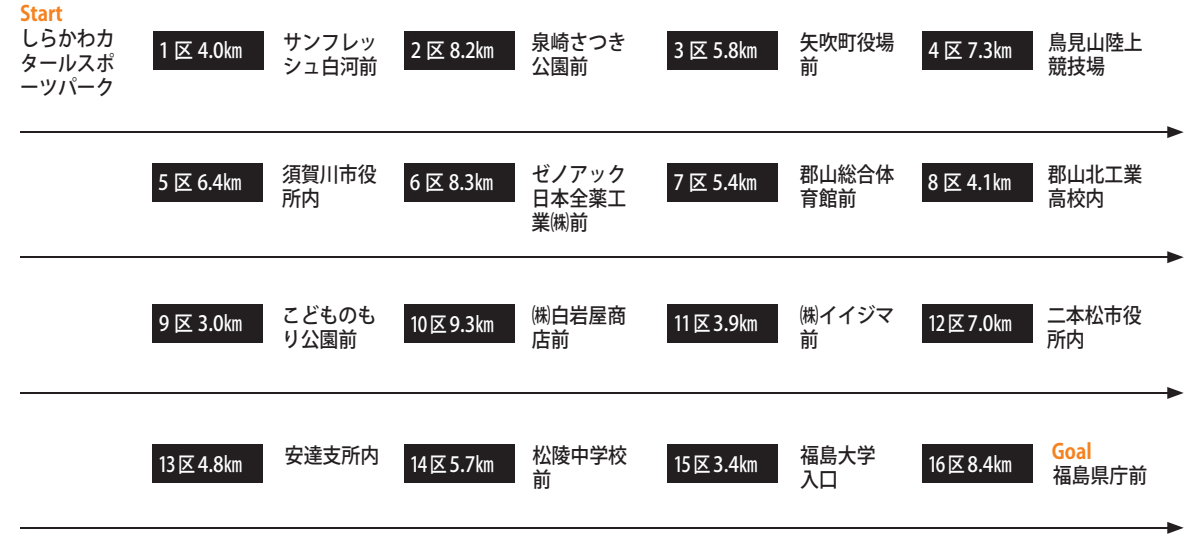 Start
しらかわカ
タールスポ
ーツパーク
1区 4.0km
サンフレッ
シュ白河前
2区 8.2km
泉崎さつき
公園前
3区 5.8km
矢吹町役場
前
4区 7.3km
鳥見山陸上
競技場
5区 6.4km
須賀川市役
所内
6区 8.3km
ゼノアック
日本全薬工
業㈱前
7区 5.4km
郡山総合体
育館前
8区 4.1km
郡山北工業
高校内
9区 3.0km
こどものも
り公園前
10区 9.3km
㈱白岩屋商
店前
11区 3.9km
㈱イイジマ
前
12区 7.0km
二本松市役
所内
13区 4.8km
安達支所内
14区 5.7km
松陵中学校
前
15区 3.4km
福島大学
入口
16区 8.4km
Goal
福島県庁前